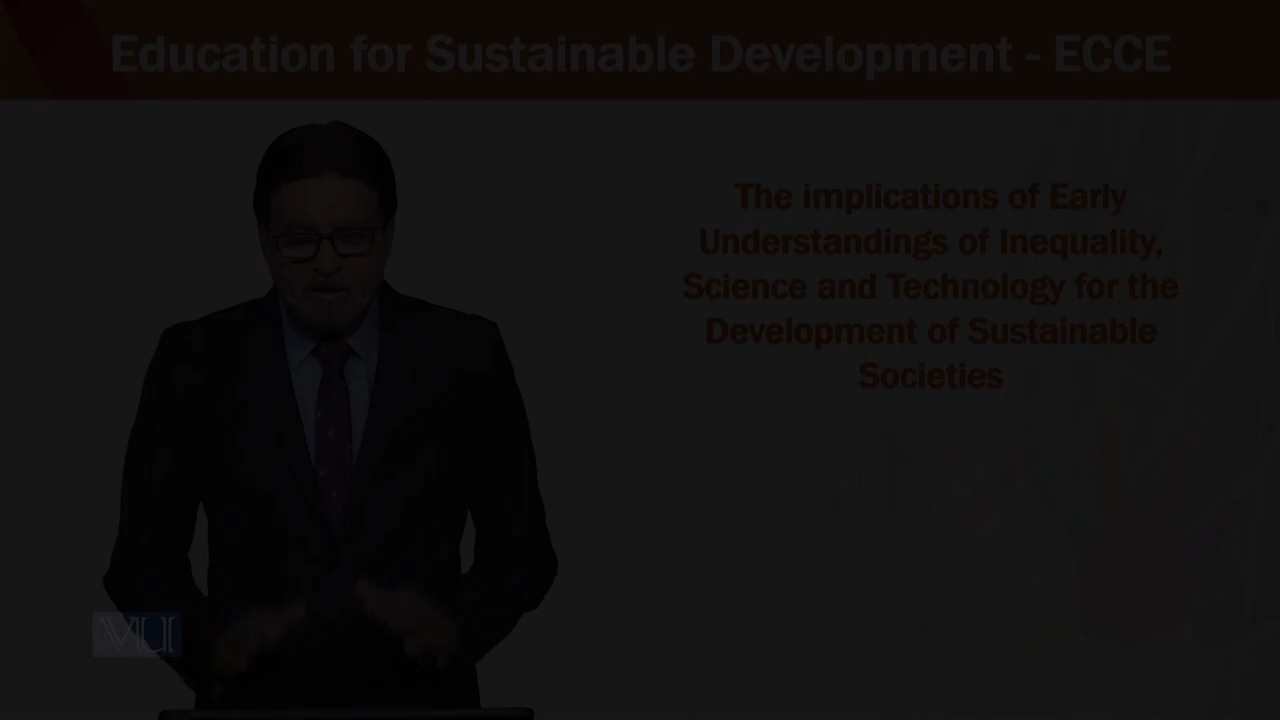 Education for Sustainable Development - ECCE
The implications of Early
Understandings of Inequality,
Science and Technology for the
Development of Sustainable
Societies
VU